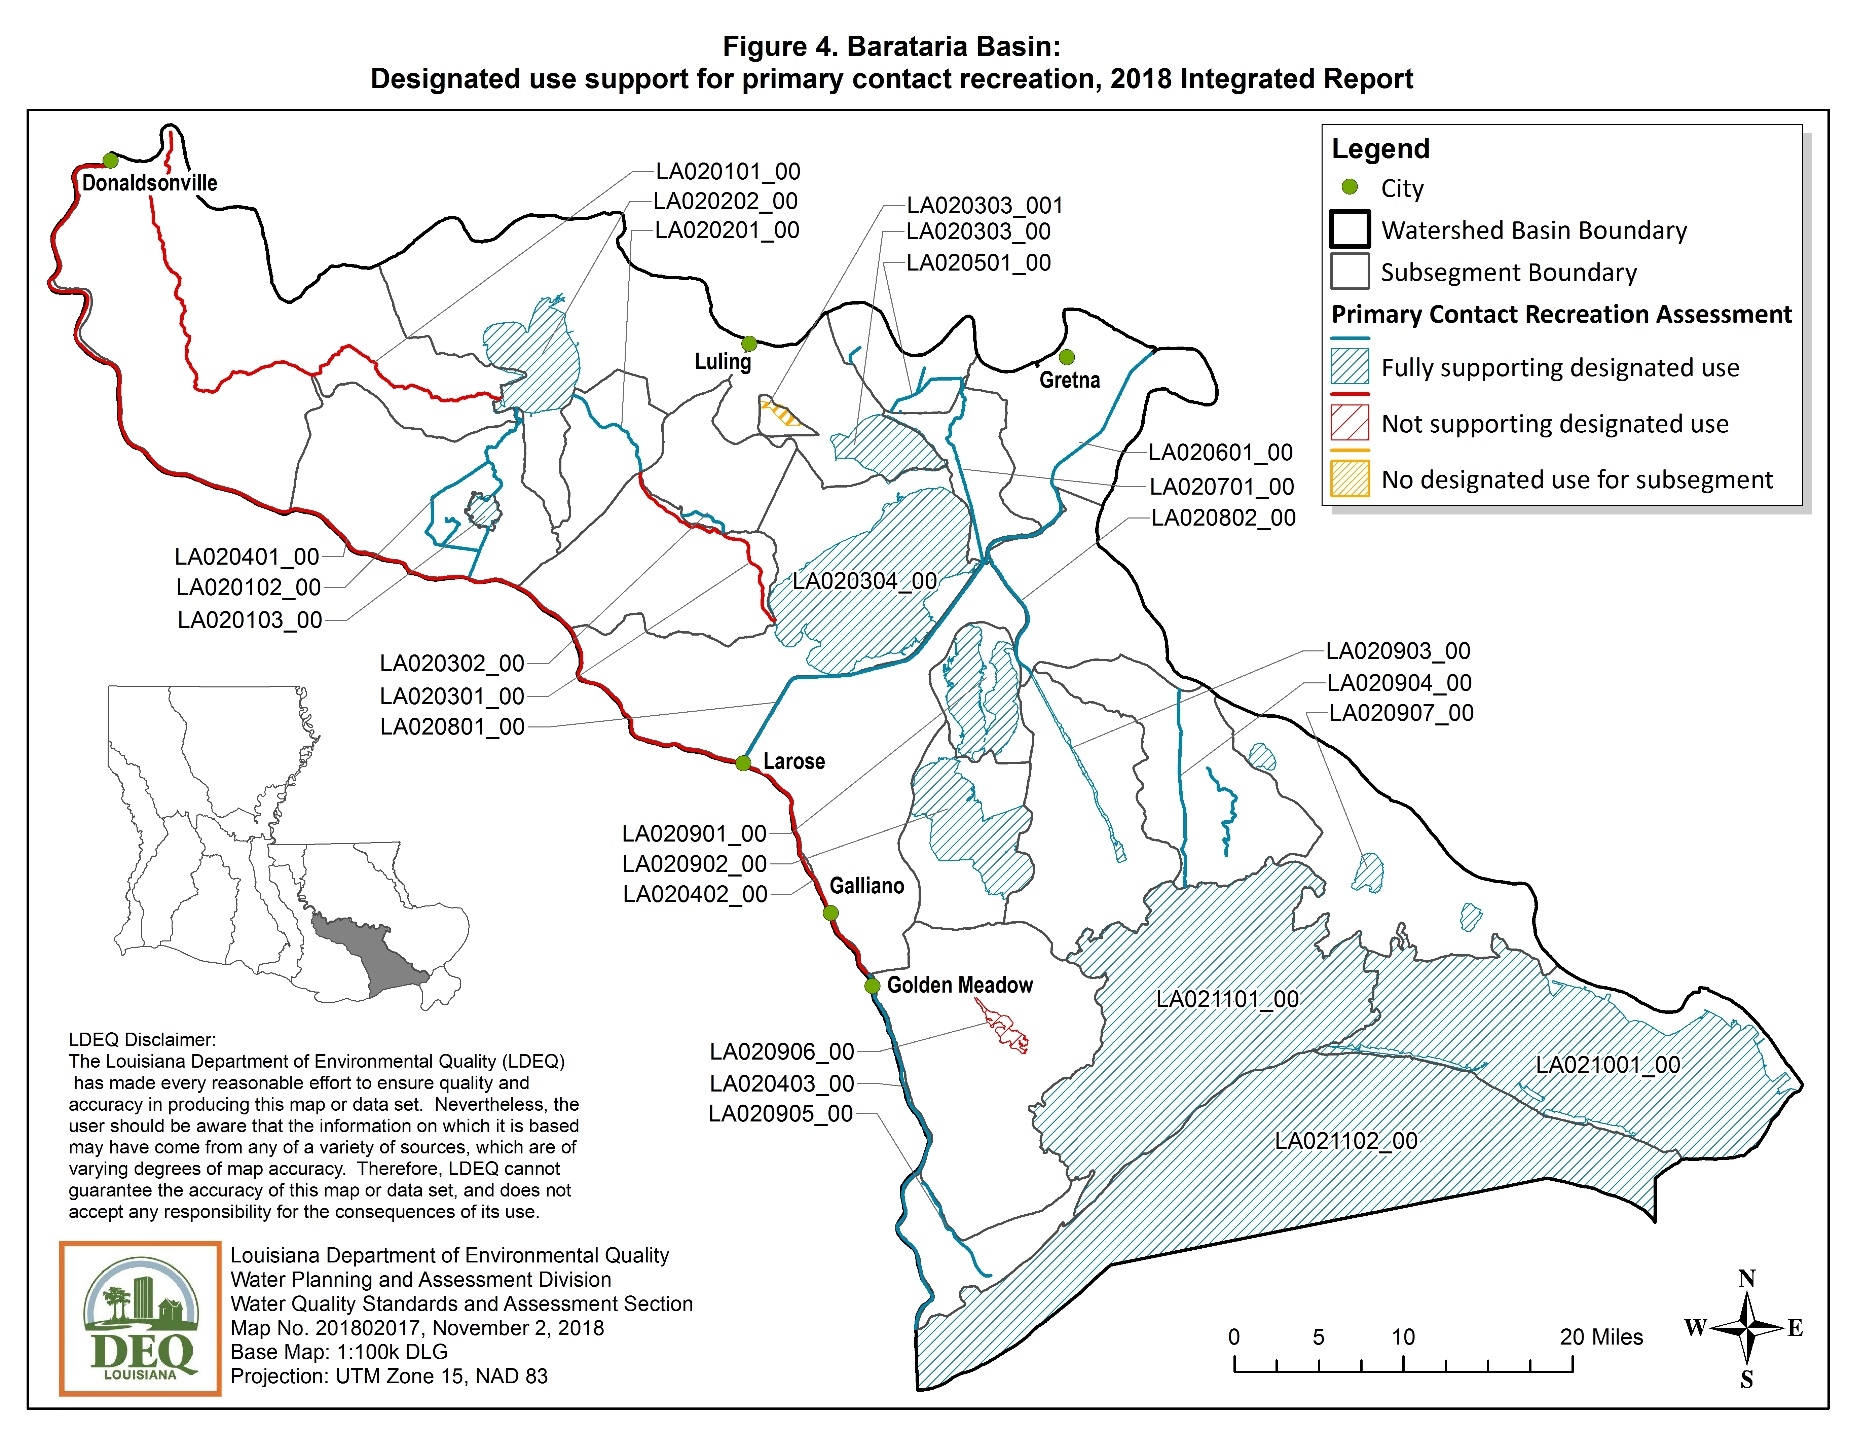 Figure 4. Barataria Basin:
Designated use support for primary contact recreation, 2018 Integrated Report
Legend
City
Watershed Basin Boundary
Subsegment Boundary
Primary Contact Recreation Assessment
Fully supporting designated use
Not supporting designated use
No designated use for subsegment
Donaldsonville
LA020101_00
LA020202_00
LA020201_00
LA020303_001
LA020303_00
LA020501_00
Luling
Gretna
LA020601_00
LA020701_00
LA020802_00
LA020401_00
LA020102_00
LA020103_00
LA020304_00
LA020302_00
LA020301_00
LA020801_00
LA020903_00
LA020904_00
LA020907_00
Larose
LA020901_00
LA020902_00
LA020402_00
Galliano
Golden Meadow
LA021101_00
LA020906_00
LA020403_00
LA020905_00
LA021001_00
LA021102_00
LDEQ Disclaimer:
The Louisiana Department of Environmental Quality (LDEQ)
has made every reasonable effort to ensure quality and
accuracy in producing this map or data set. Nevertheless, the
user should be aware that the information on which it is based
may have come from any of a variety of sources, which are of
varying degrees of map accuracy. Therefore, LDEQ cannot
guarantee the accuracy of this map or data set, and does not
accept any responsibility for the consequences of its use.
DEQ
LOUISIANA
Louisiana Department of Environmental Quality
Water Planning and Assessment Division
Water Quality Standards and Assessment Section
Map No. 201802017, November 2, 2018
Base Map: 1:100k DLG
Projection: UTM Zone 15, NAD 83
0 5 10 20 Miles
N
W E
S